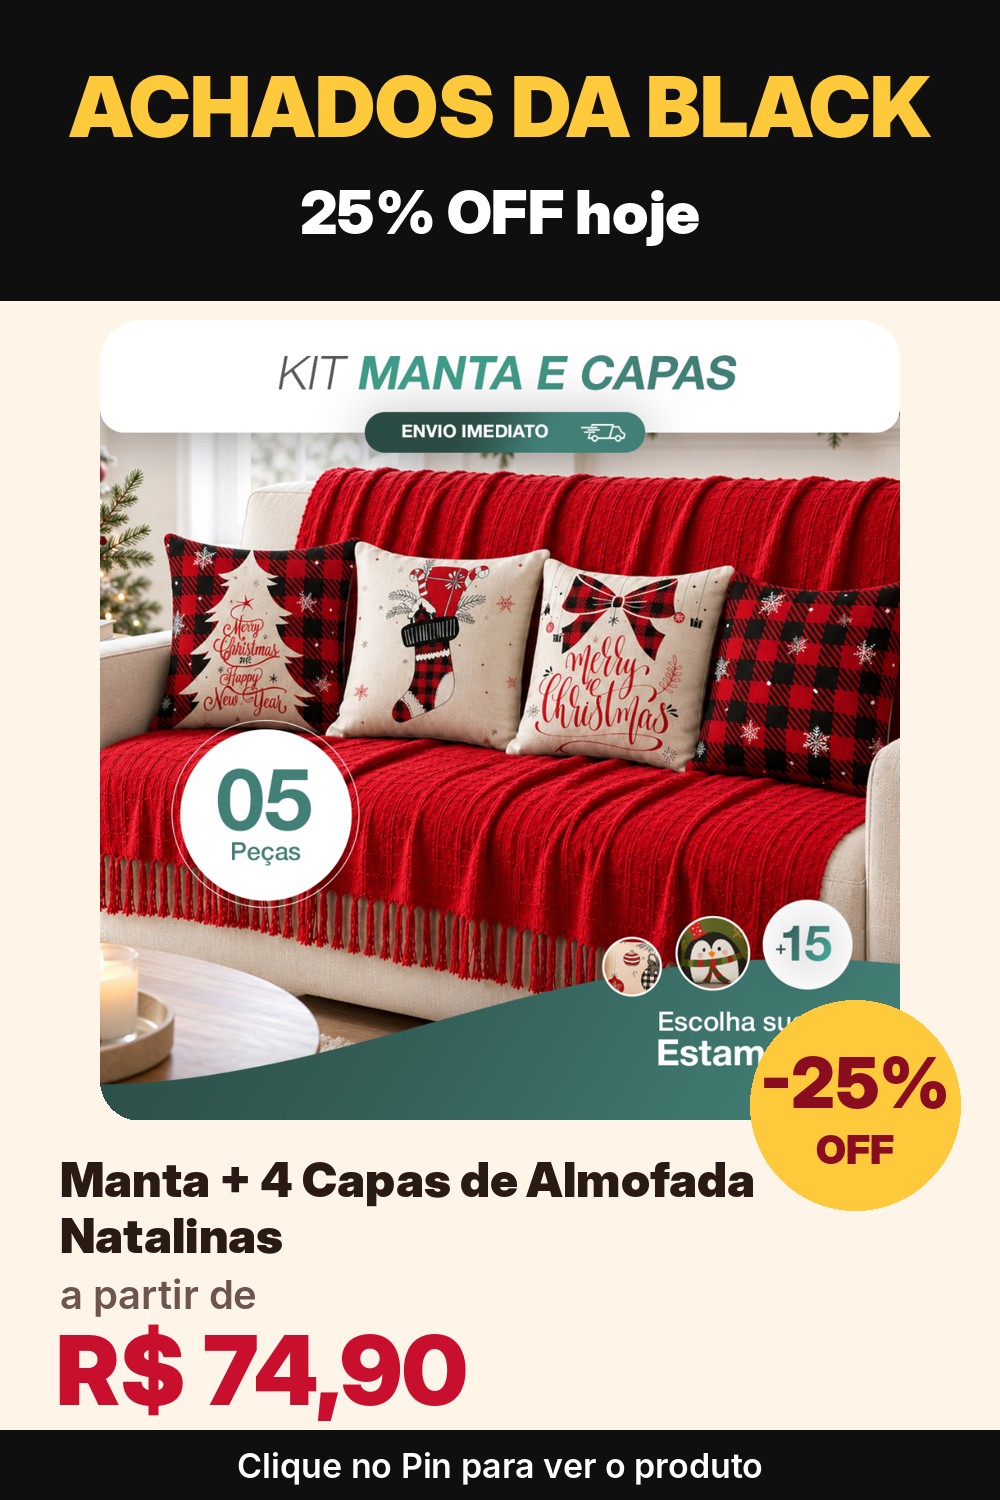 ACHADOS DA BLACK
25% OFF hoje
KIT MANTA E CAPAS
ENVIO IMEDIATO
Merry
Christmas
AND
Happy
New Year
Merry
Christmas
05
Peças
+15
Escolha
-25%
OFF
Manta + 4 Capas de Almofada
Natalinas
a partir de
R$ 74,90
Clique no Pin para ver o produto